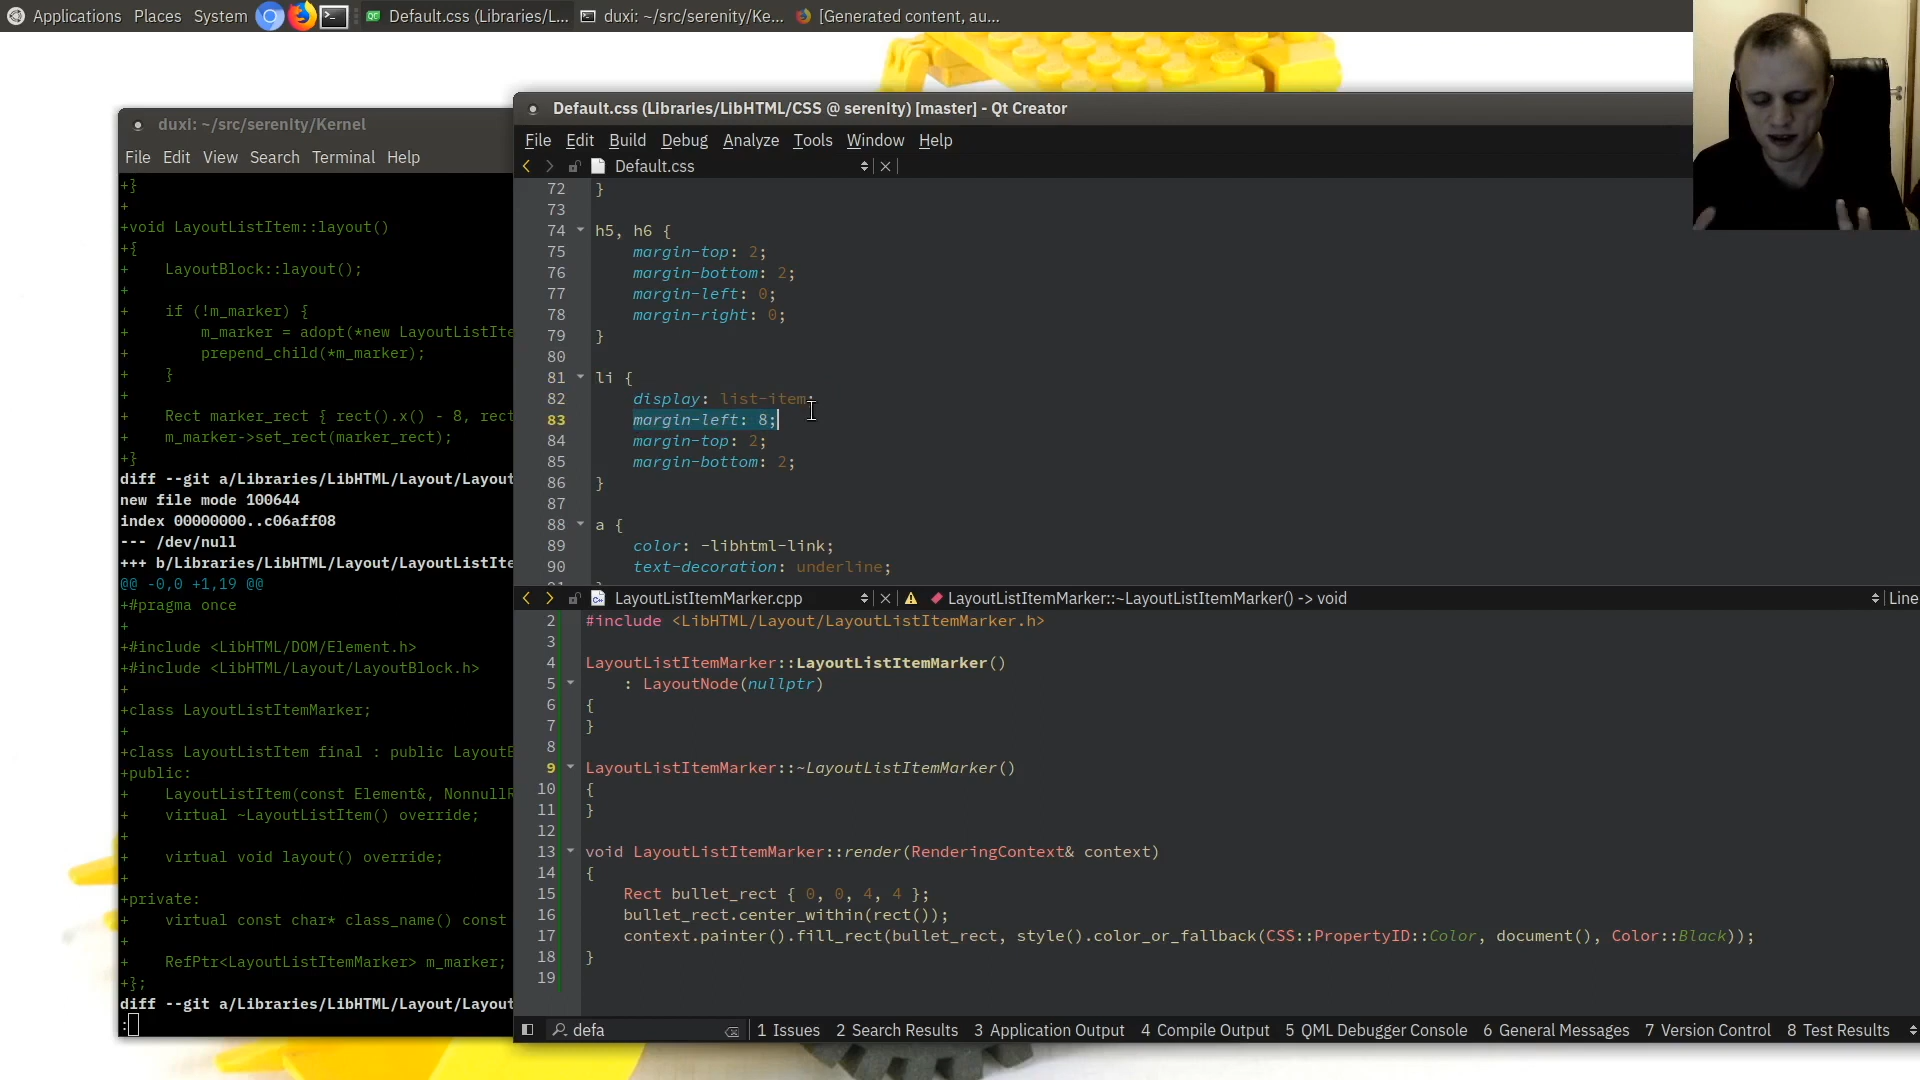 Applications Places System Default.css (Libraries/L... duxi: ~/src/serenity/Ke... [Generated content, au...
duxi: ~/src/serenity/Kernel
File Edit View Search Terminal Help
+}
+
+void LayoutListItem::layout()
+{
+    LayoutBlock::layout();
+
+    if (!m_marker) {
+        m_marker = adopt(*new LayoutListIte
+        prepend_child(*m_marker);
+    }
+
+    Rect marker_rect { rect().x() - 8, rect
+    m_marker->set_rect(marker_rect);
+}
diff --git a/Libraries/LibHTML/Layout/Layout
new file mode 100644
index 00000000..c06aff08
--- /dev/null
+++ b/Libraries/LibHTML/Layout/LayoutListIte
@@ -0,0 +1,19 @@
+#pragma once
+
+#include <LibHTML/DOM/Element.h>
+#include <LibHTML/Layout/LayoutBlock.h>
+
+class LayoutListItemMarker;
+
+class LayoutListItem final : public LayoutB
+public:
+    LayoutListItem(const Element&, NonnullR
+    virtual ~LayoutListItem() override;
+
+    virtual void layout() override;
+
+private:
+    virtual const char* class_name() const
+
+    RefPtr<LayoutListItemMarker> m_marker;
+};
diff --git a/Libraries/LibHTML/Layout/Layout
:
Default.css (Libraries/LibHTML/CSS @ serenity) [master] - Qt Creator
File Edit Build Debug Analyze Tools Window Help
Default.css
72 }
73
74 h5, h6 {
75     margin-top: 2;
76     margin-bottom: 2;
77     margin-left: 0;
78     margin-right: 0;
79 }
80
81 li {
82     display: list-item;
83     margin-left: 8;
84     margin-top: 2;
85     margin-bottom: 2;
86 }
87
88 a {
89     color: -libhtml-link;
90     text-decoration: underline;
LayoutListItemMarker.cpp LayoutListItemMarker::~LayoutListItemMarker() -> void Line
2 #include <LibHTML/Layout/LayoutListItemMarker.h>
3
4 LayoutListItemMarker::LayoutListItemMarker()
5     : LayoutNode(nullptr)
6 {
7 }
8
9 LayoutListItemMarker::~LayoutListItemMarker()
10 {
11 }
12
13 void LayoutListItemMarker::render(RenderingContext& context)
14 {
15     Rect bullet_rect { 0, 0, 4, 4 };
16     bullet_rect.center_within(rect());
17     context.painter().fill_rect(bullet_rect, style().color_or_fallback(CSS::PropertyID::Color, document(), Color::Black));
18 }
19
defa 1 Issues 2 Search Results 3 Application Output 4 Compile Output 5 QML Debugger Console 6 General Messages 7 Version Control 8 Test Results